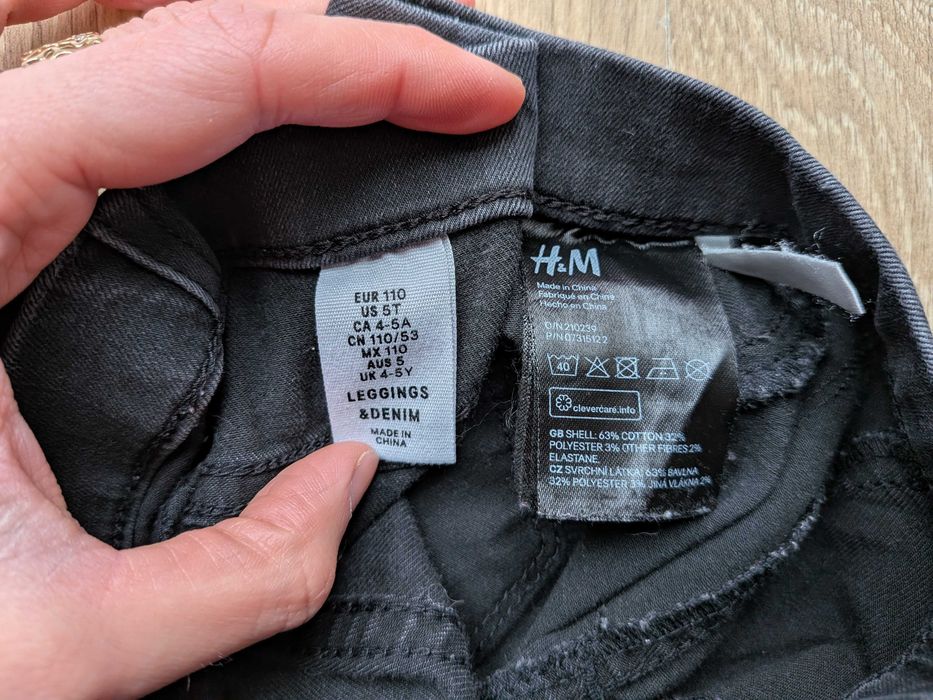 EUR 110
US 5T
CA 4-5A
CN 110/53
MX 110
AUS 5
UK 4-5Y
LEGGINGS
&DENIM
MADE IN
CHINA
H&M
Made in China
Fabriqué en Chine
Hecho en China
O/N 210239
P/N 0731512.2
40
clevercare.info
GB SHELL: 63% COTTON 32%
POLYESTER 3% OTHER FIBRES 2%
ELASTANE.
CZ SVRCHNÍ LÁTKA: 63% BAVLNA
32% POLYESTER 3% JINÁ VLÁKNA 2%